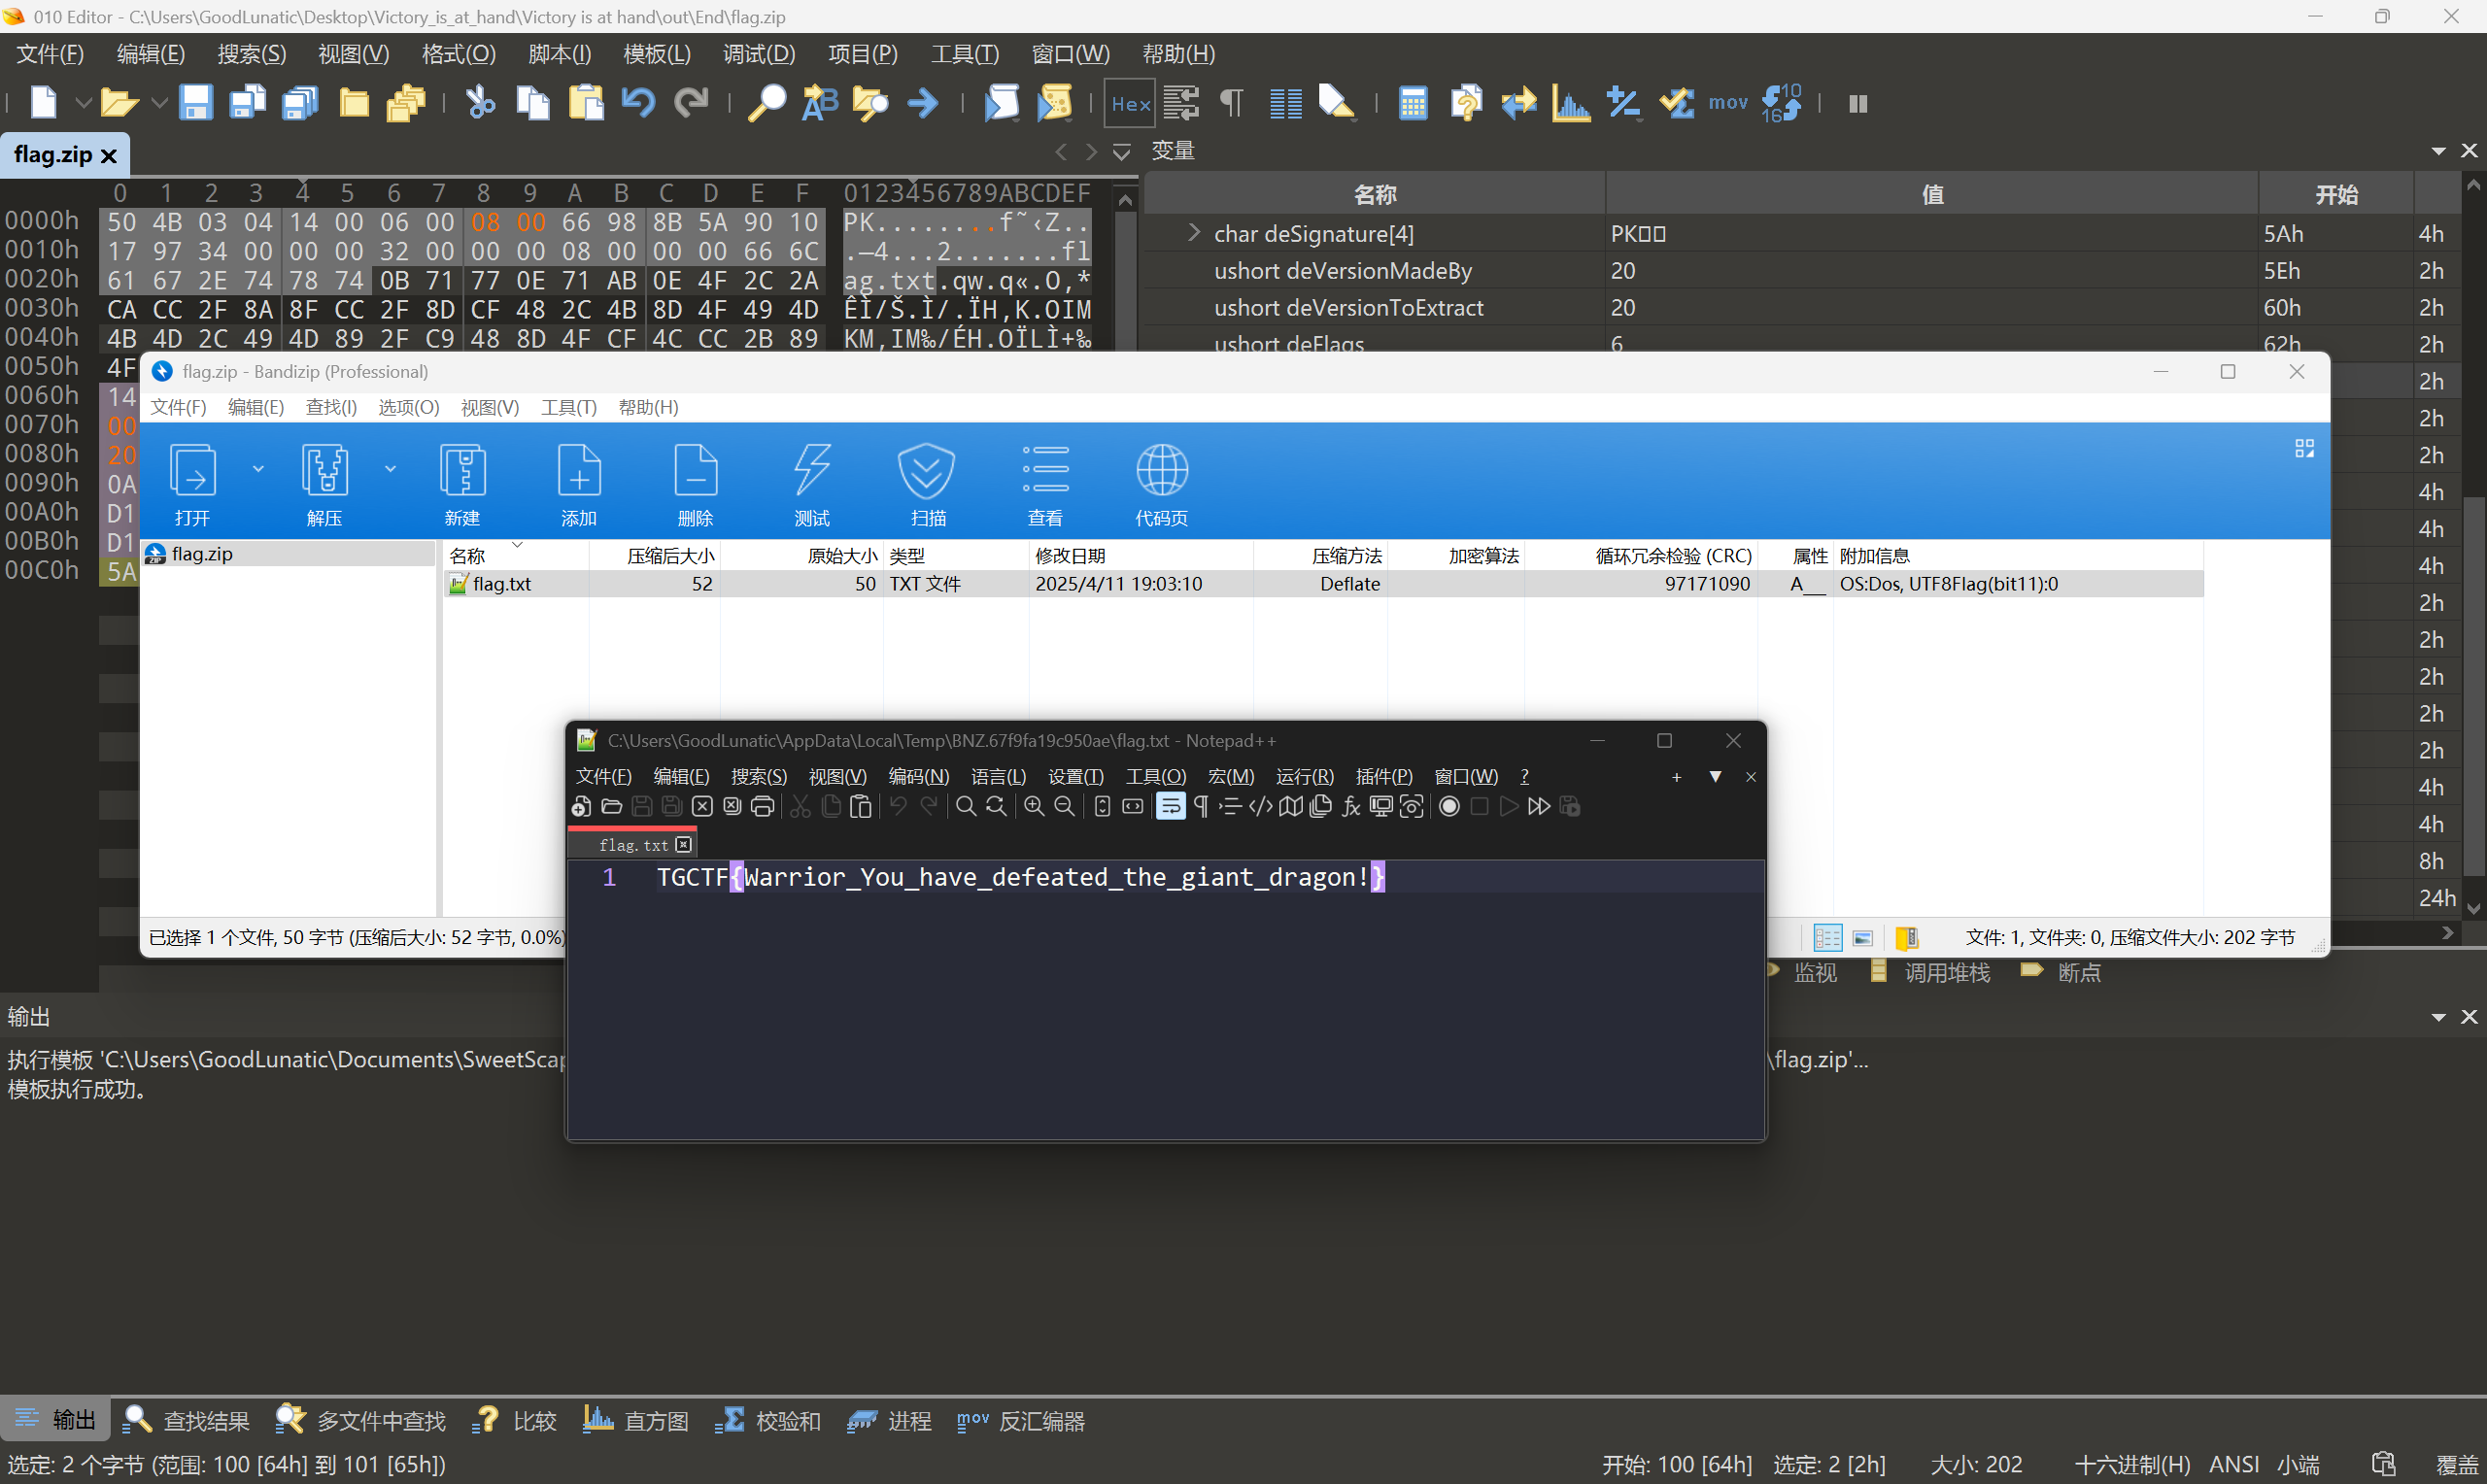 010 Editor - C:\Users\GoodLunatic\Desktop\Victory_is_at_hand\Victory is at hand\out\End\flag.zip
文件(F) 编辑(E) 搜索(S) 视图(V) 格式(O) 脚本(I) 模板(L) 调试(D) 项目(P) 工具(T) 窗口(W) 帮助(H)
Hex mov 10 16
flag.zip
变量
0 1 2 3 4 5 6 7 8 9 A B C D E F 0123456789ABCDEF
名称 值 开始
0000h 50 4B 03 04 14 00 06 00 08 00 66 98 8B 5A 90 10 PK........f˜‹Z..
0010h 17 97 34 00 00 00 32 00 00 00 08 00 00 00 66 6C .—4...2.......fl
0020h 61 67 2E 74 78 74 0B 71 77 0E 71 AB 0E 4F 2C 2A ag.txt.qw.q«.O,*
0030h CA CC 2F 8A 8F CC 2F 8D CF 48 2C 4B 8D 4F 49 4D ÊÌ/Š.Ì/.ÏH,K.OIM
0040h 4B 4D 2C 49 4D 89 2F C9 48 8D 4F CF 4C CC 2B 89 KM,IM‰/ÉH.OÏLÌ+‰
0050h 4F
0060h 14
0070h 00
0080h 20
0090h 0A
00A0h D1
00B0h D1
00C0h 5A
char deSignature[4] PK 5Ah 4h
ushort deVersionMadeBy 20 5Eh 2h
ushort deVersionToExtract 20 60h 2h
ushort deFlags 6 62h 2h
2h
2h
2h
4h
4h
4h
2h
2h
2h
2h
2h
4h
4h
8h
24h
flag.zip - Bandizip (Professional)
文件(F) 编辑(E) 查找(I) 选项(O) 视图(V) 工具(T) 帮助(H)
打开 解压 新建 添加 删除 测试 扫描 查看 代码页
flag.zip
名称 压缩后大小 原始大小 类型 修改日期 压缩方法 加密算法 循环冗余检验 (CRC) 属性 附加信息
flag.txt 52 50 TXT 文件 2025/4/11 19:03:10 Deflate 97171090 A___ OS:Dos, UTF8Flag(bit11):0
C:\Users\GoodLunatic\AppData\Local\Temp\BNZ.67f9fa19c950ae\flag.txt - Notepad++
文件(F) 编辑(E) 搜索(S) 视图(V) 编码(N) 语言(L) 设置(T) 工具(O) 宏(M) 运行(R) 插件(P) 窗口(W) ?
flag.txt
1 TGCTF{Warrior_You_have_defeated_the_giant_dragon!}
已选择 1 个文件, 50 字节 (压缩后大小: 52 字节, 0.0%)
文件: 1, 文件夹: 0, 压缩文件大小: 202 字节
监视 调用堆栈 断点
输出
执行模板 'C:\Users\GoodLunatic\Documents\SweetScap \flag.zip'...
模板执行成功。
输出 查找结果 多文件中查找 比较 直方图 校验和 mov 进程 反汇编器
选定: 2 个字节 (范围: 100 [64h] 到 101 [65h]) 开始: 100 [64h] 选定: 2 [2h] 大小: 202 十六进制(H) ANSI 小端 覆盖